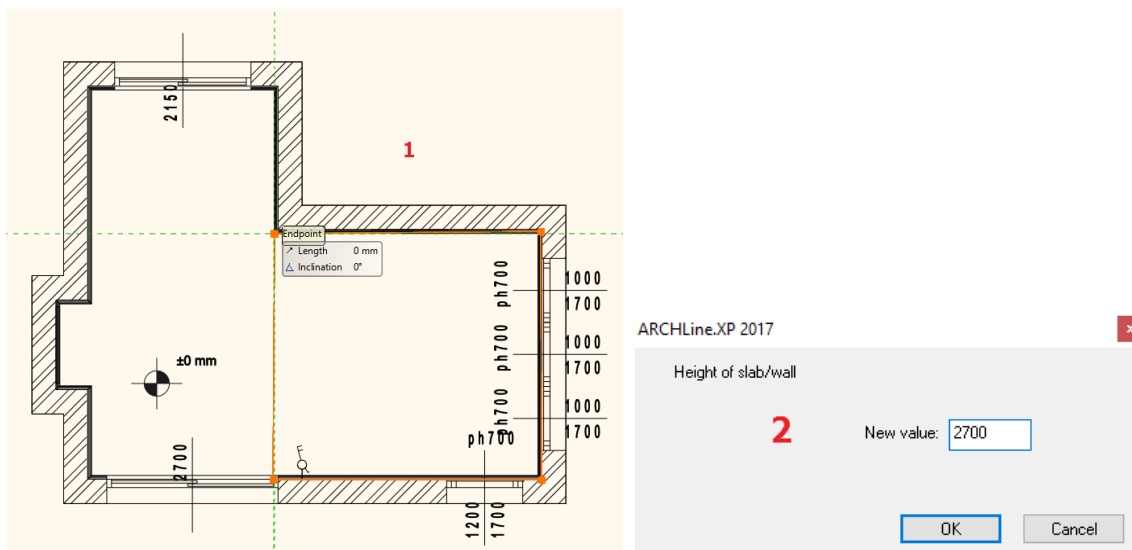 2150
1
Endpoint
Length 0 mm
Inclination 0°
ph700
1000
1700
ph700
1000
1700
ph700
1000
1700
±0 mm
ph700
2700
F
1200
1700
ARCHLine.XP 2017
Height of slab/wall
2
New value: 2700
OK Cancel